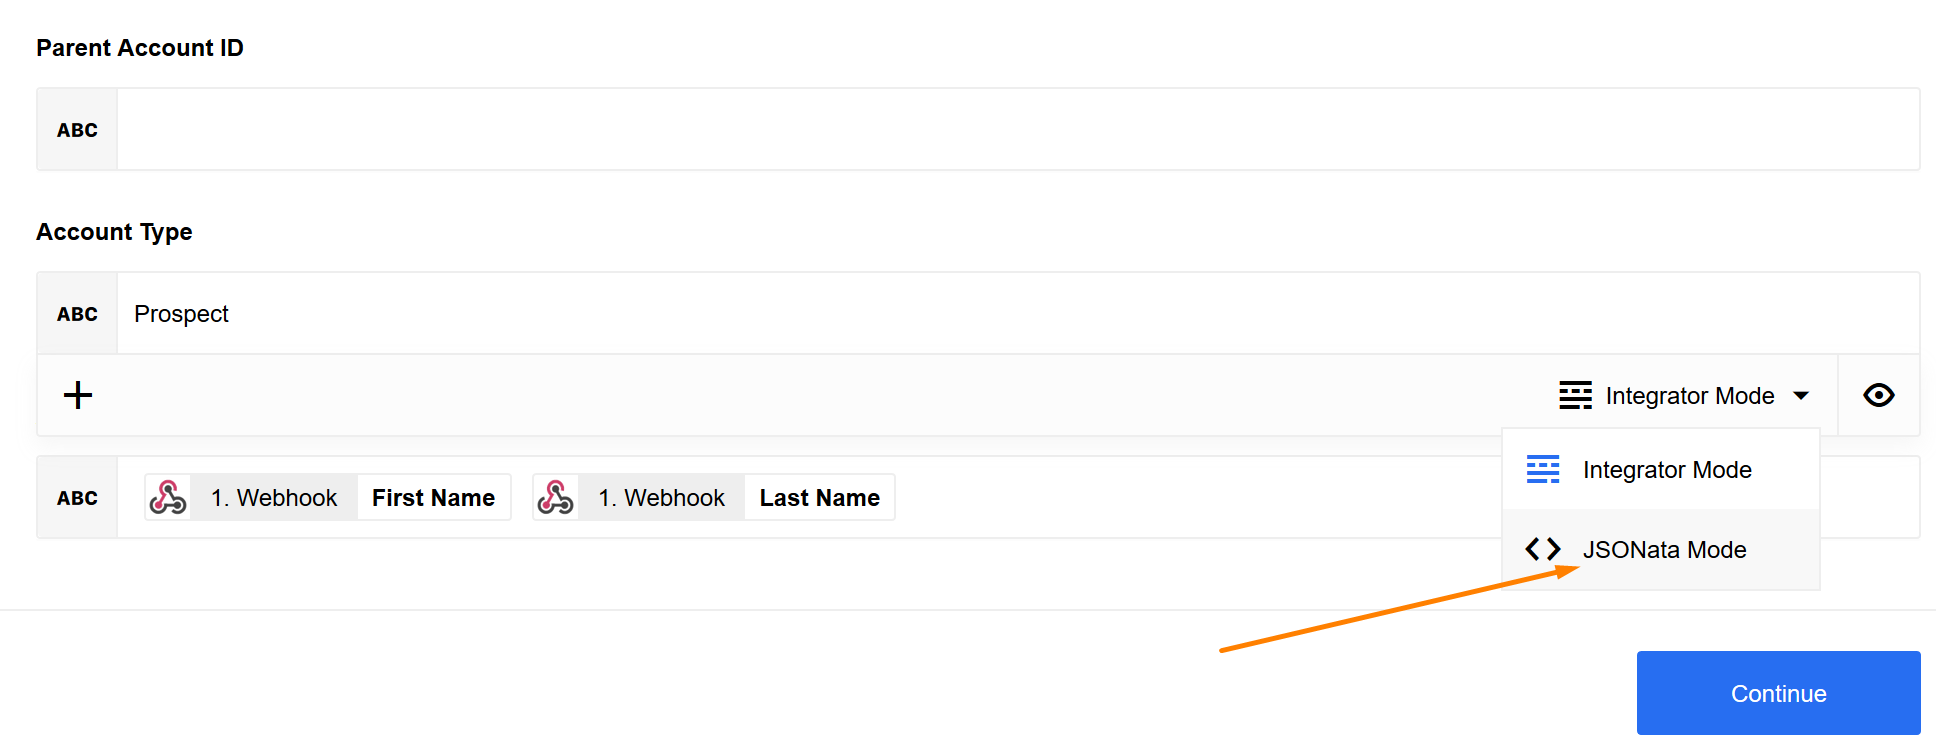 Parent Account ID
ABC
Account Type
ABC Prospect
Integrator Mode
Integrator Mode
ABC 1. Webhook First Name 1. Webhook Last Name
JSONata Mode
Continue